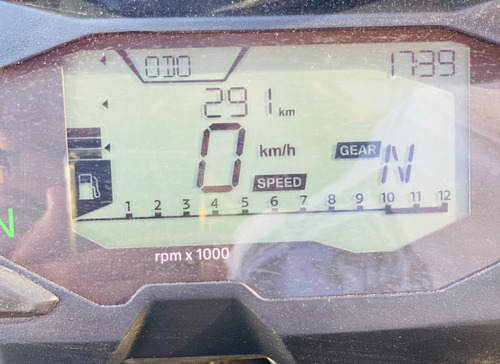 ODO 17:39
291 km
0 km/h GEAR N
SPEED
1 2 3 4 5 6 7 8 9 10 11 12
N
rpm x 1000